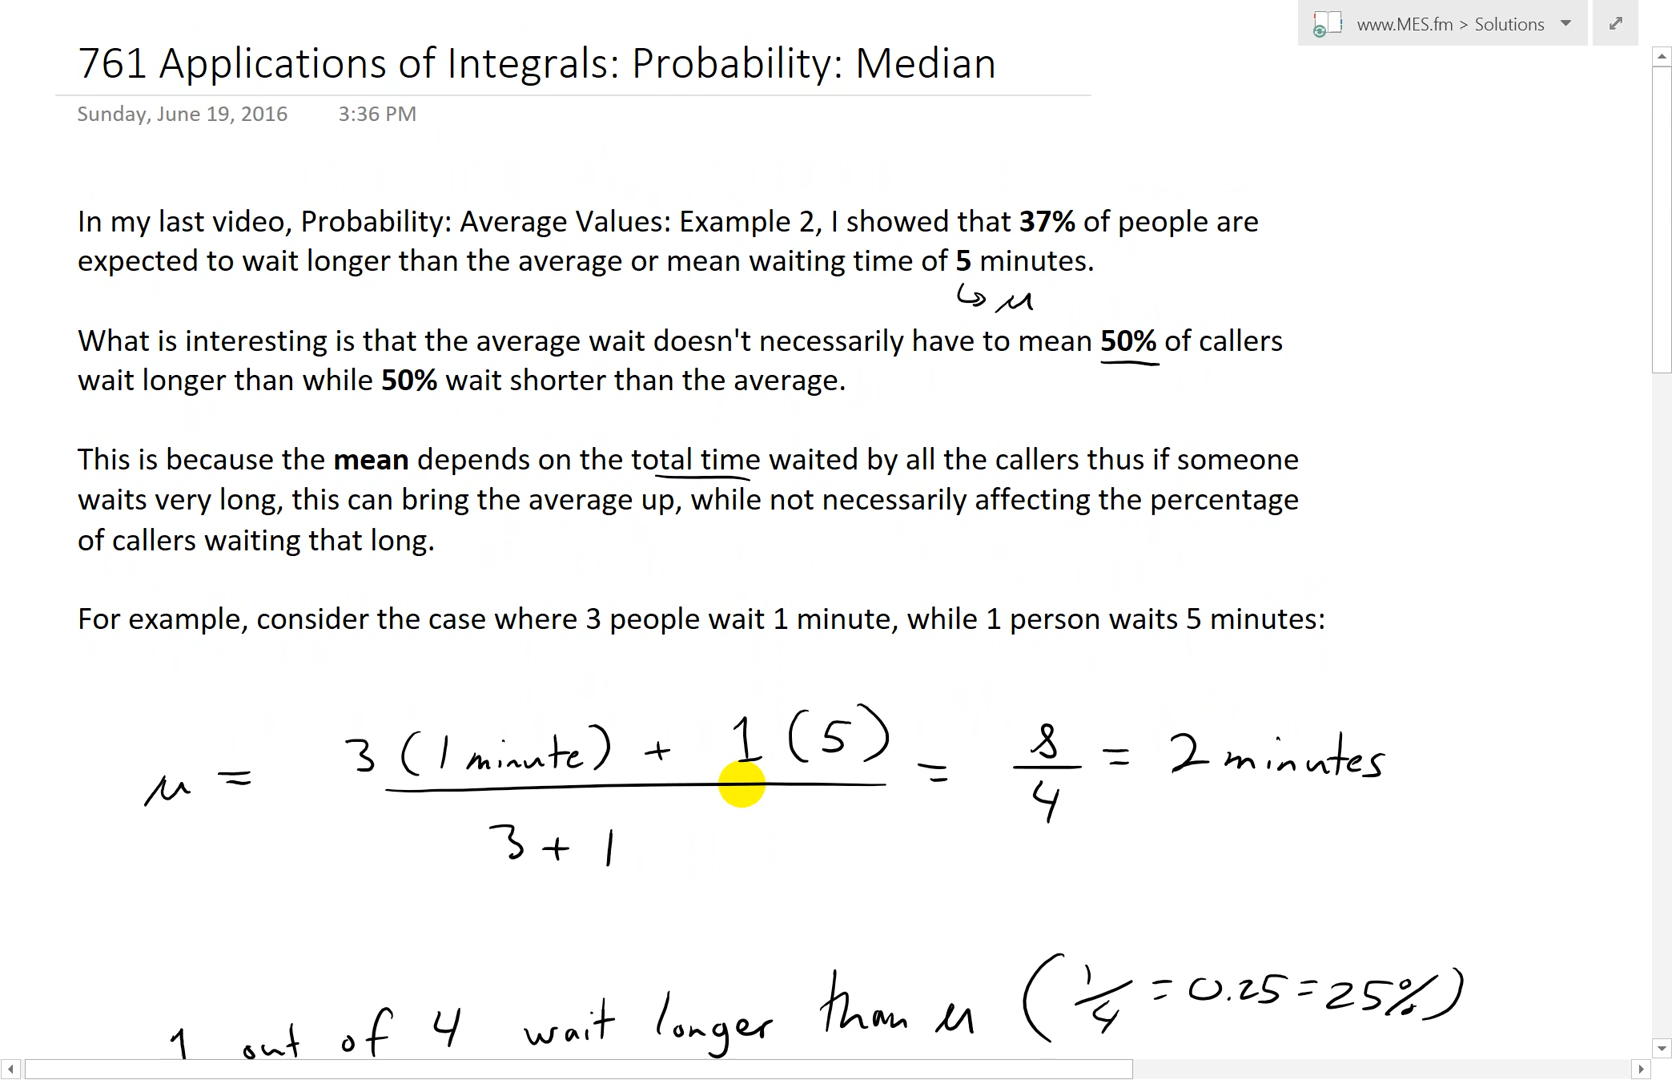 www.MES.fm > Solutions
761 Applications of Integrals: Probability: Median
Sunday, June 19, 2016 3:36 PM
In my last video, Probability: Average Values: Example 2, I showed that 37% of people are
expected to wait longer than the average or mean waiting time of 5 minutes.
↳ μ
What is interesting is that the average wait doesn't necessarily have to mean 50% of callers
wait longer than while 50% wait shorter than the average.
This is because the mean depends on the total time waited by all the callers thus if someone
waits very long, this can bring the average up, while not necessarily affecting the percentage
of callers waiting that long.
For example, consider the case where 3 people wait 1 minute, while 1 person waits 5 minutes:
3 (1 minute) + 1 (5)
μ = = 8/4 = 2 minutes
3 + 1
1 out of 4 wait longer than μ (1/4 = 0.25 = 25%)